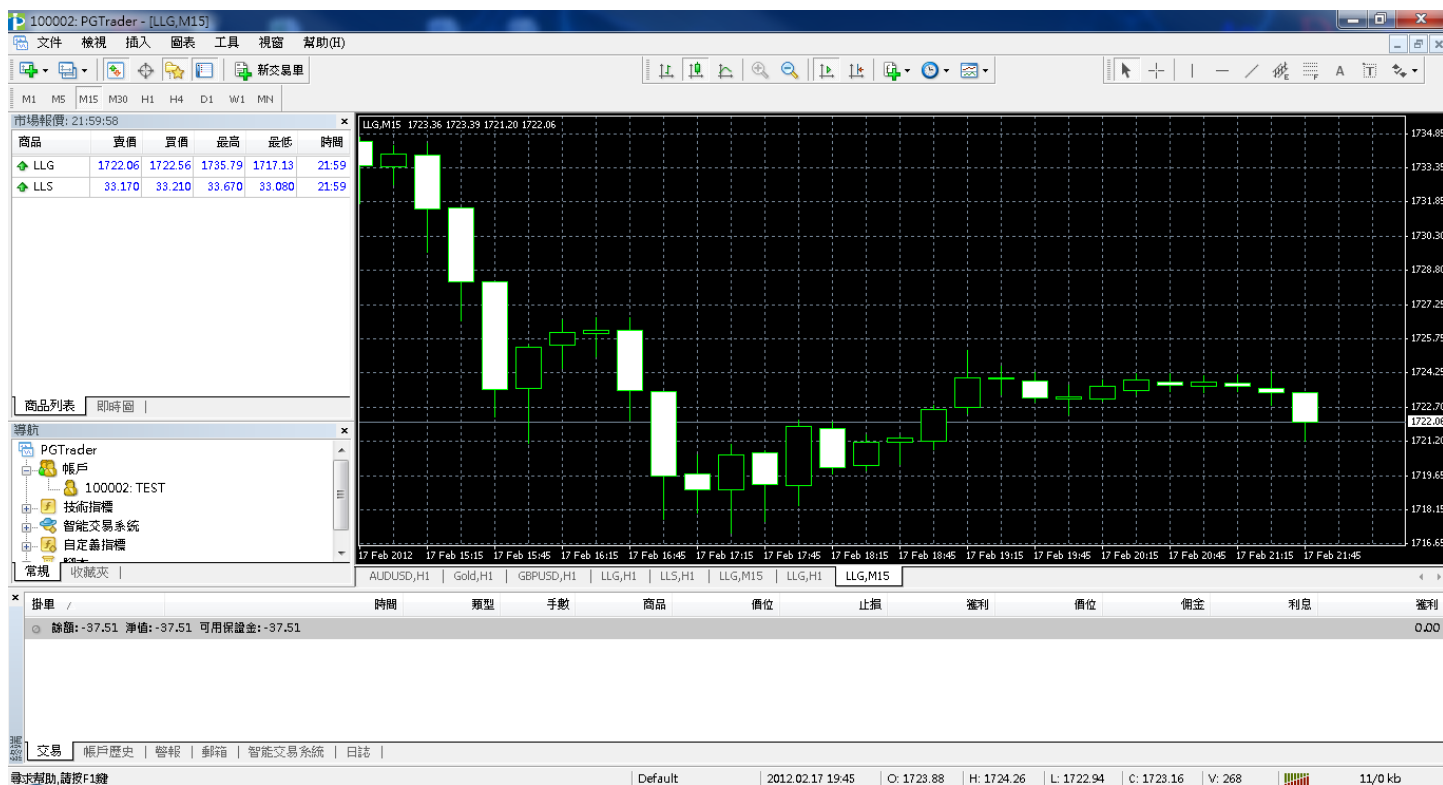 100002: PGTrader - [LLG,M15]
文件 檢視 插入 圖表 工具 視窗 幫助(H)
新交易單
A T
M1 M5 M15 M30 H1 H4 D1 W1 MN
市場報價: 21:59:58
商品 賣價 買價 最高 最低 時間
LLG 1722.06 1722.56 1735.79 1717.13 21:59
LLS 33.170 33.210 33.670 33.080 21:59
商品列表 即時圖
導航
PGTrader
帳戶
100002: TEST
技術指標
智能交易系統
自定義指標
常規 收藏夾
LLG,M15 1723.36 1723.39 1721.20 1722.06
1734.85
1733.35
1731.85
1730.30
1728.80
1727.25
1725.75
1724.25
1722.70
1722.06
1721.20
1719.65
1718.15
1716.65
17 Feb 2012 17 Feb 15:15 17 Feb 15:45 17 Feb 16:15 17 Feb 16:45 17 Feb 17:15 17 Feb 17:45 17 Feb 18:15 17 Feb 18:45 17 Feb 19:15 17 Feb 19:45 17 Feb 20:15 17 Feb 20:45 17 Feb 21:15 17 Feb 21:45
AUDUSD,H1 Gold,H1 GBPUSD,H1 LLG,H1 LLS,H1 LLG,M15 LLG,H1 LLG,M15
掛單 / 時間 類型 手數 商品 價位 止損 獲利 價位 佣金 利息 獲利
餘額: -37.51 淨值: -37.51 可用保證金: -37.51 0.00
交易 帳戶歷史 警報 郵箱 智能交易系統 日誌
尋求幫助,請按F1鍵 Default 2012.02.17 19:45 O: 1723.88 H: 1724.26 L: 1722.94 C: 1723.16 V: 268 11/0 kb